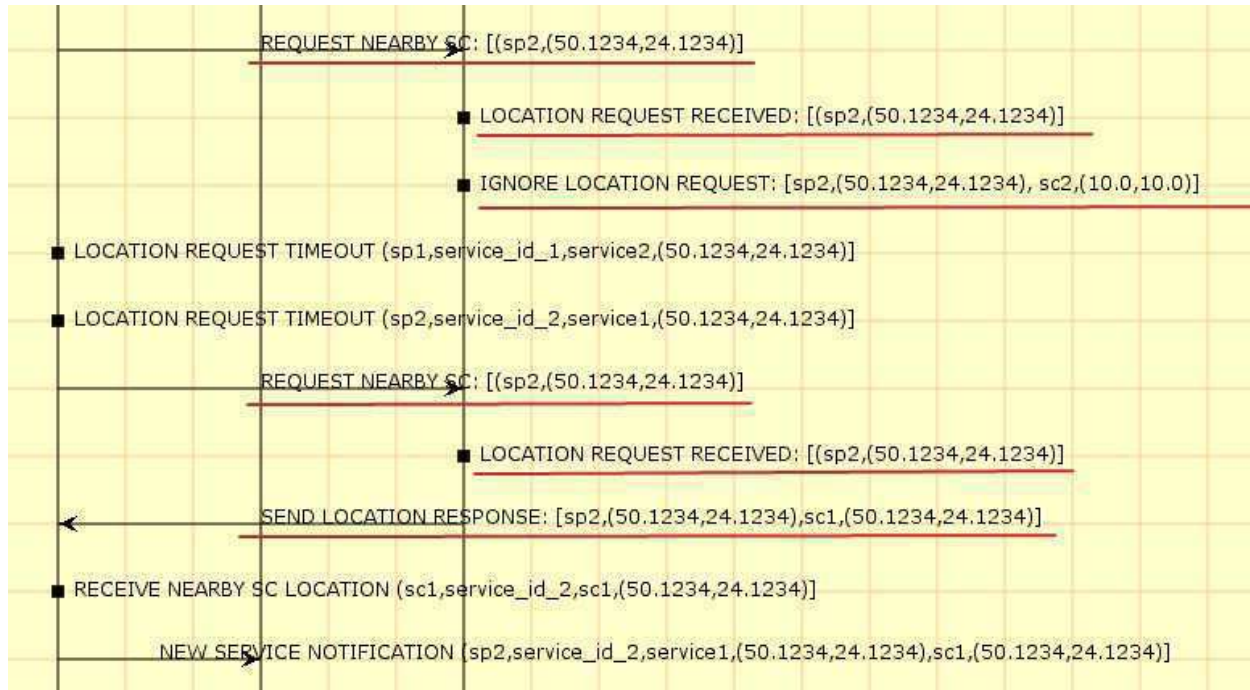 REQUEST NEARBY SC: [(sp2,(50.1234,24.1234)]
LOCATION REQUEST RECEIVED: [(sp2,(50.1234,24.1234)]
IGNORE LOCATION REQUEST: [sp2,(50.1234,24.1234), sc2,(10.0,10.0)]
LOCATION REQUEST TIMEOUT (sp1,service_id_1,service2,(50.1234,24.1234)]
LOCATION REQUEST TIMEOUT (sp2,service_id_2,service1,(50.1234,24.1234)]
REQUEST NEARBY SC: [(sp2,(50.1234,24.1234)]
LOCATION REQUEST RECEIVED: [(sp2,(50.1234,24.1234)]
SEND LOCATION RESPONSE: [sp2,(50.1234,24.1234),sc1,(50.1234,24.1234)]
RECEIVE NEARBY SC LOCATION (sc1,service_id_2,sc1,(50.1234,24.1234)]
NEW SERVICE NOTIFICATION (sp2,service_id_2,service1,(50.1234,24.1234),sc1,(50.1234,24.1234)]